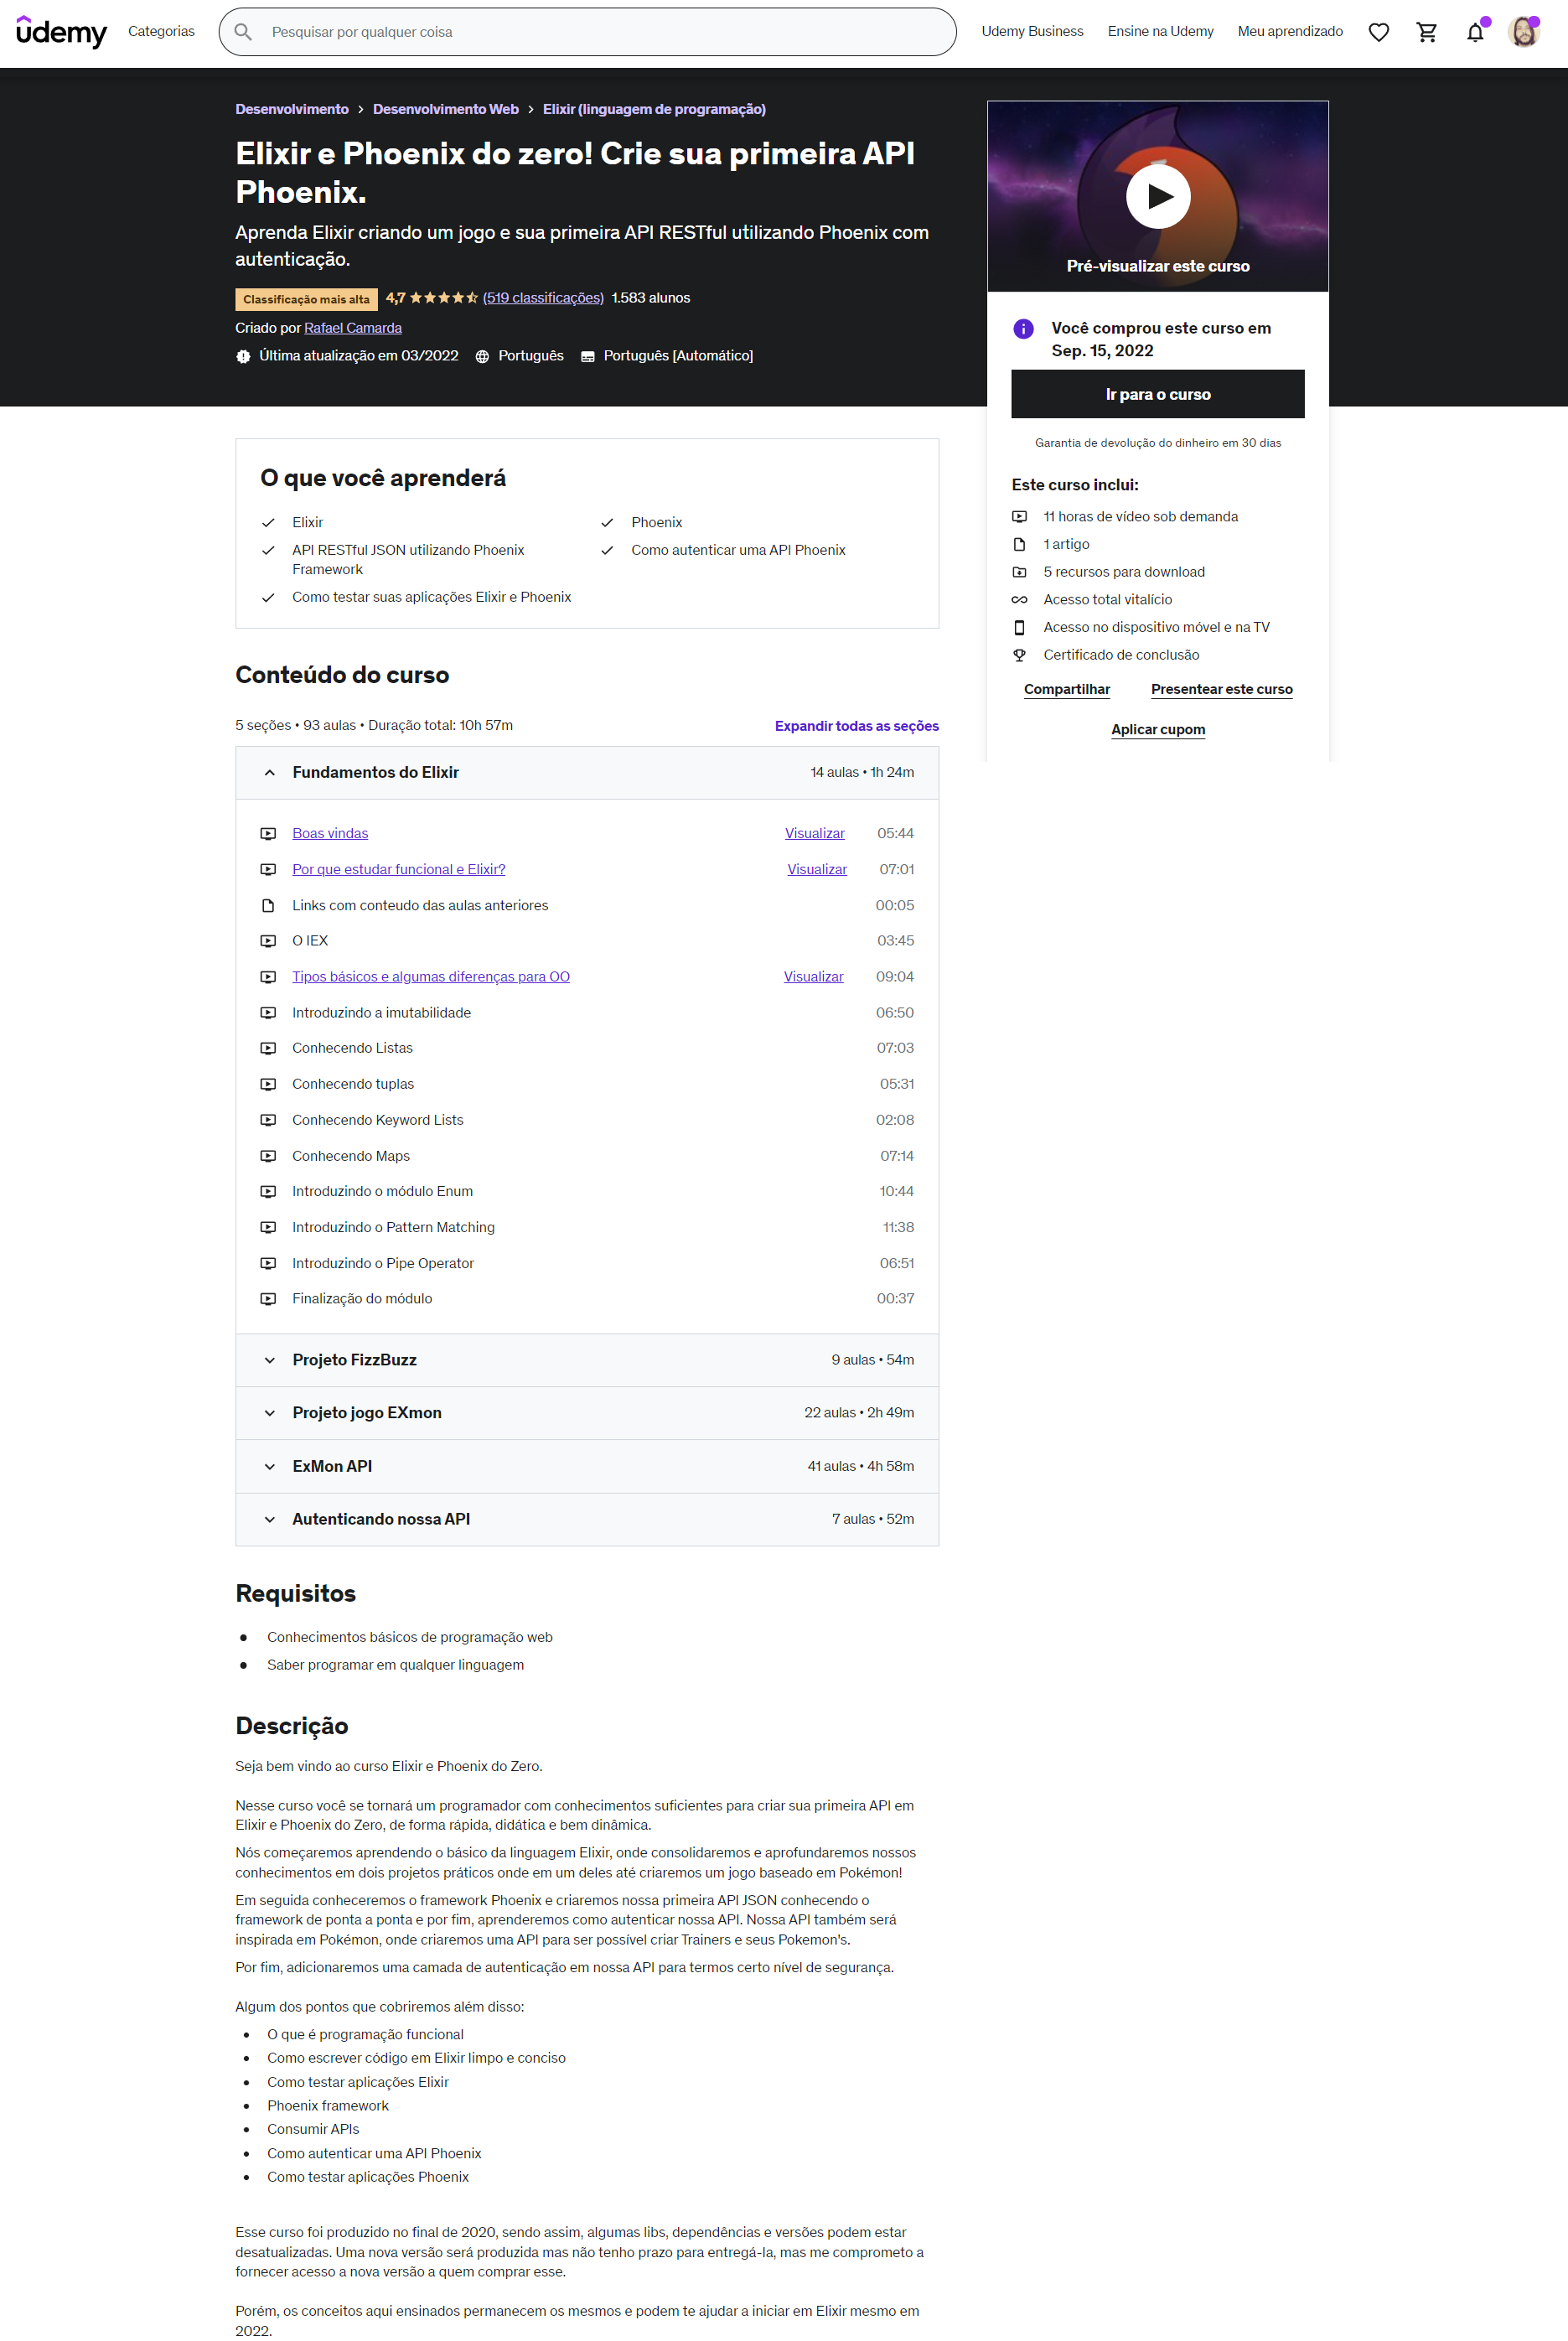 udemy
Categorias
Pesquisar por qualquer coisa
Udemy Business
Ensine na Udemy
Meu aprendizado
Desenvolvimento > Desenvolvimento Web > Elixir (linguagem de programação)
Elixir e Phoenix do zero! Crie sua primeira API
Phoenix.
Aprenda Elixir criando um jogo e sua primeira API RESTful utilizando Phoenix com
autenticação.
Classificação mais alta 4,7 (519 classificações) 1.583 alunos
Criado por Rafael Camarda
Última atualização em 03/2022 Português Português [Automático]
Pré-visualizar este curso
Você comprou este curso em
Sep. 15, 2022
Ir para o curso
Garantia de devolução do dinheiro em 30 dias
Este curso inclui:
11 horas de vídeo sob demanda
1 artigo
5 recursos para download
Acesso total vitalício
Acesso no dispositivo móvel e na TV
Certificado de conclusão
Compartilhar Presentear este curso
Aplicar cupom
O que você aprenderá
Elixir
Phoenix
API RESTful JSON utilizando Phoenix
Framework
Como autenticar uma API Phoenix
Como testar suas aplicações Elixir e Phoenix
Conteúdo do curso
5 seções • 93 aulas • Duração total: 10h 57m Expandir todas as seções
Fundamentos do Elixir 14 aulas • 1h 24m
Boas vindas Visualizar 05:44
Por que estudar funcional e Elixir? Visualizar 07:01
Links com conteudo das aulas anteriores 00:05
O IEX 03:45
Tipos básicos e algumas diferenças para OO Visualizar 09:04
Introduzindo a imutabilidade 06:50
Conhecendo Listas 07:03
Conhecendo tuplas 05:31
Conhecendo Keyword Lists 02:08
Conhecendo Maps 07:14
Introduzindo o módulo Enum 10:44
Introduzindo o Pattern Matching 11:38
Introduzindo o Pipe Operator 06:51
Finalização do módulo 00:37
Projeto FizzBuzz 9 aulas • 54m
Projeto jogo EXmon 22 aulas • 2h 49m
ExMon API 41 aulas • 4h 58m
Autenticando nossa API 7 aulas • 52m
Requisitos
Conhecimentos básicos de programação web
Saber programar em qualquer linguagem
Descrição
Seja bem vindo ao curso Elixir e Phoenix do Zero.
Nesse curso você se tornará um programador com conhecimentos suficientes para criar sua primeira API em
Elixir e Phoenix do Zero, de forma rápida, didática e bem dinâmica.
Nós começaremos aprendendo o básico da linguagem Elixir, onde consolidaremos e aprofundaremos nossos
conhecimentos em dois projetos práticos onde em um deles até criaremos um jogo baseado em Pokémon!
Em seguida conheceremos o framework Phoenix e criaremos nossa primeira API JSON conhecendo o
framework de ponta a ponta e por fim, aprenderemos como autenticar nossa API. Nossa API também será
inspirada em Pokémon, onde criaremos uma API para ser possível criar Trainers e seus Pokemon's.
Por fim, adicionaremos uma camada de autenticação em nossa API para termos certo nível de segurança.
Algum dos pontos que cobriremos além disso:
• O que é programação funcional
• Como escrever código em Elixir limpo e conciso
• Como testar aplicações Elixir
• Phoenix framework
• Consumir APIs
• Como autenticar uma API Phoenix
• Como testar aplicações Phoenix
Esse curso foi produzido no final de 2020, sendo assim, algumas libs, dependências e versões podem estar
desatualizadas. Uma nova versão será produzida mas não tenho prazo para entregá-la, mas me comprometo a
fornecer acesso a nova versão a quem comprar esse.
Porém, os conceitos aqui ensinados permanecem os mesmos e podem te ajudar a iniciar em Elixir mesmo em
2022.